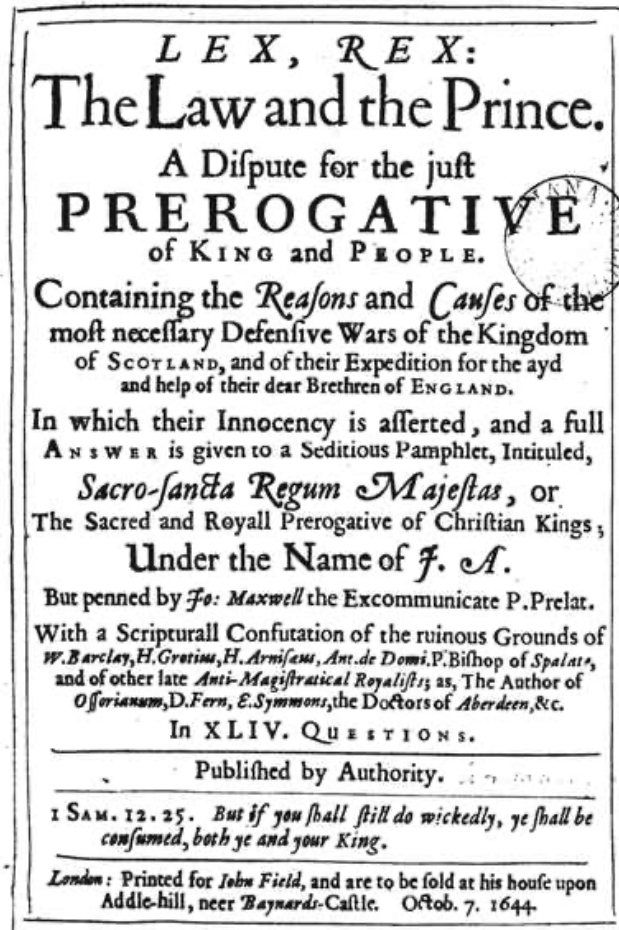 LEX, REX:
The Law and the Prince.
A Diſpute for the juſt
PREROGATIVE
of KING and PEOPLE.
Containing the Reaſons and Cauſes of the
moſt neceſſary Defenſive Wars of the Kingdom
of SCOTLAND, and of their Expedition for the ayd
and help of their dear Brethren of ENGLAND.
In which their Innocency is aſſerted, and a full
ANSWER is given to a Seditious Pamphlet, Intituled,
Sacro-ſancta Regum Majeſtas, or
The Sacred and Royall Prerogative of Chriſtian Kings;
Under the Name of J. A.
But penned by Jo: Maxwell the Excommunicate P. Prelat.
With a Scripturall Confutation of the ruinous Grounds of
W. Barclay, H. Grotius, H. Arniſæus, Ant. de Domi. P. Biſhop of Spalato,
and of other late Anti-Magiſtratical Royaliſts; as, The Author of
Oſſorianum, D. Fern, E. Symmons, the Doctors of Aberdeen, &c.
In XLIV. QUESTIONS.
Publiſhed by Authority.
1 SAM. 12. 25. But if you ſhall ſtill do wickedly, ye ſhall be
conſumed, both ye and your King.
London: Printed for John Field, and are to be ſold at his houſe upon
Addle-hill, neer Baynards-Caſtle. Octob. 7. 1644.